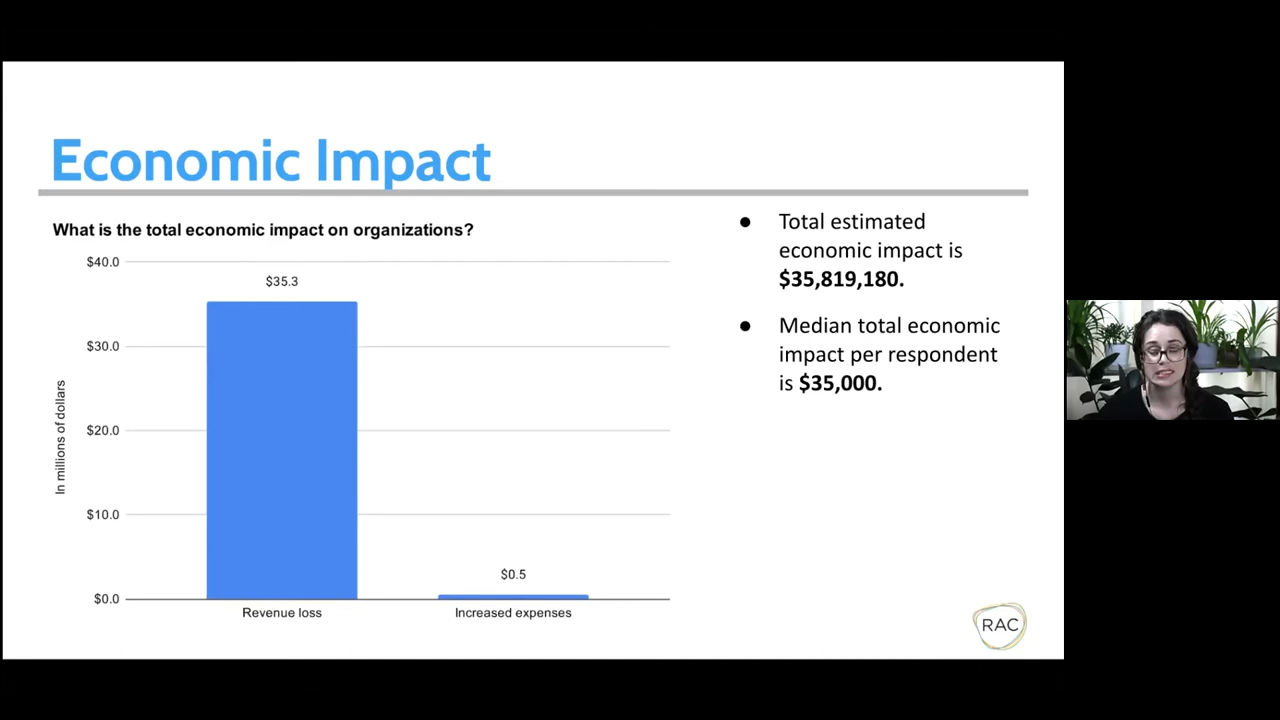 Economic Impact
What is the total economic impact on organizations?
$40.0
$35.3
$30.0
$20.0
$10.0
$0.5
$0.0
In millions of dollars
Revenue loss
Increased expenses
● Total estimated
economic impact is
$35,819,180.
● Median total economic
impact per respondent
is $35,000.
RAC